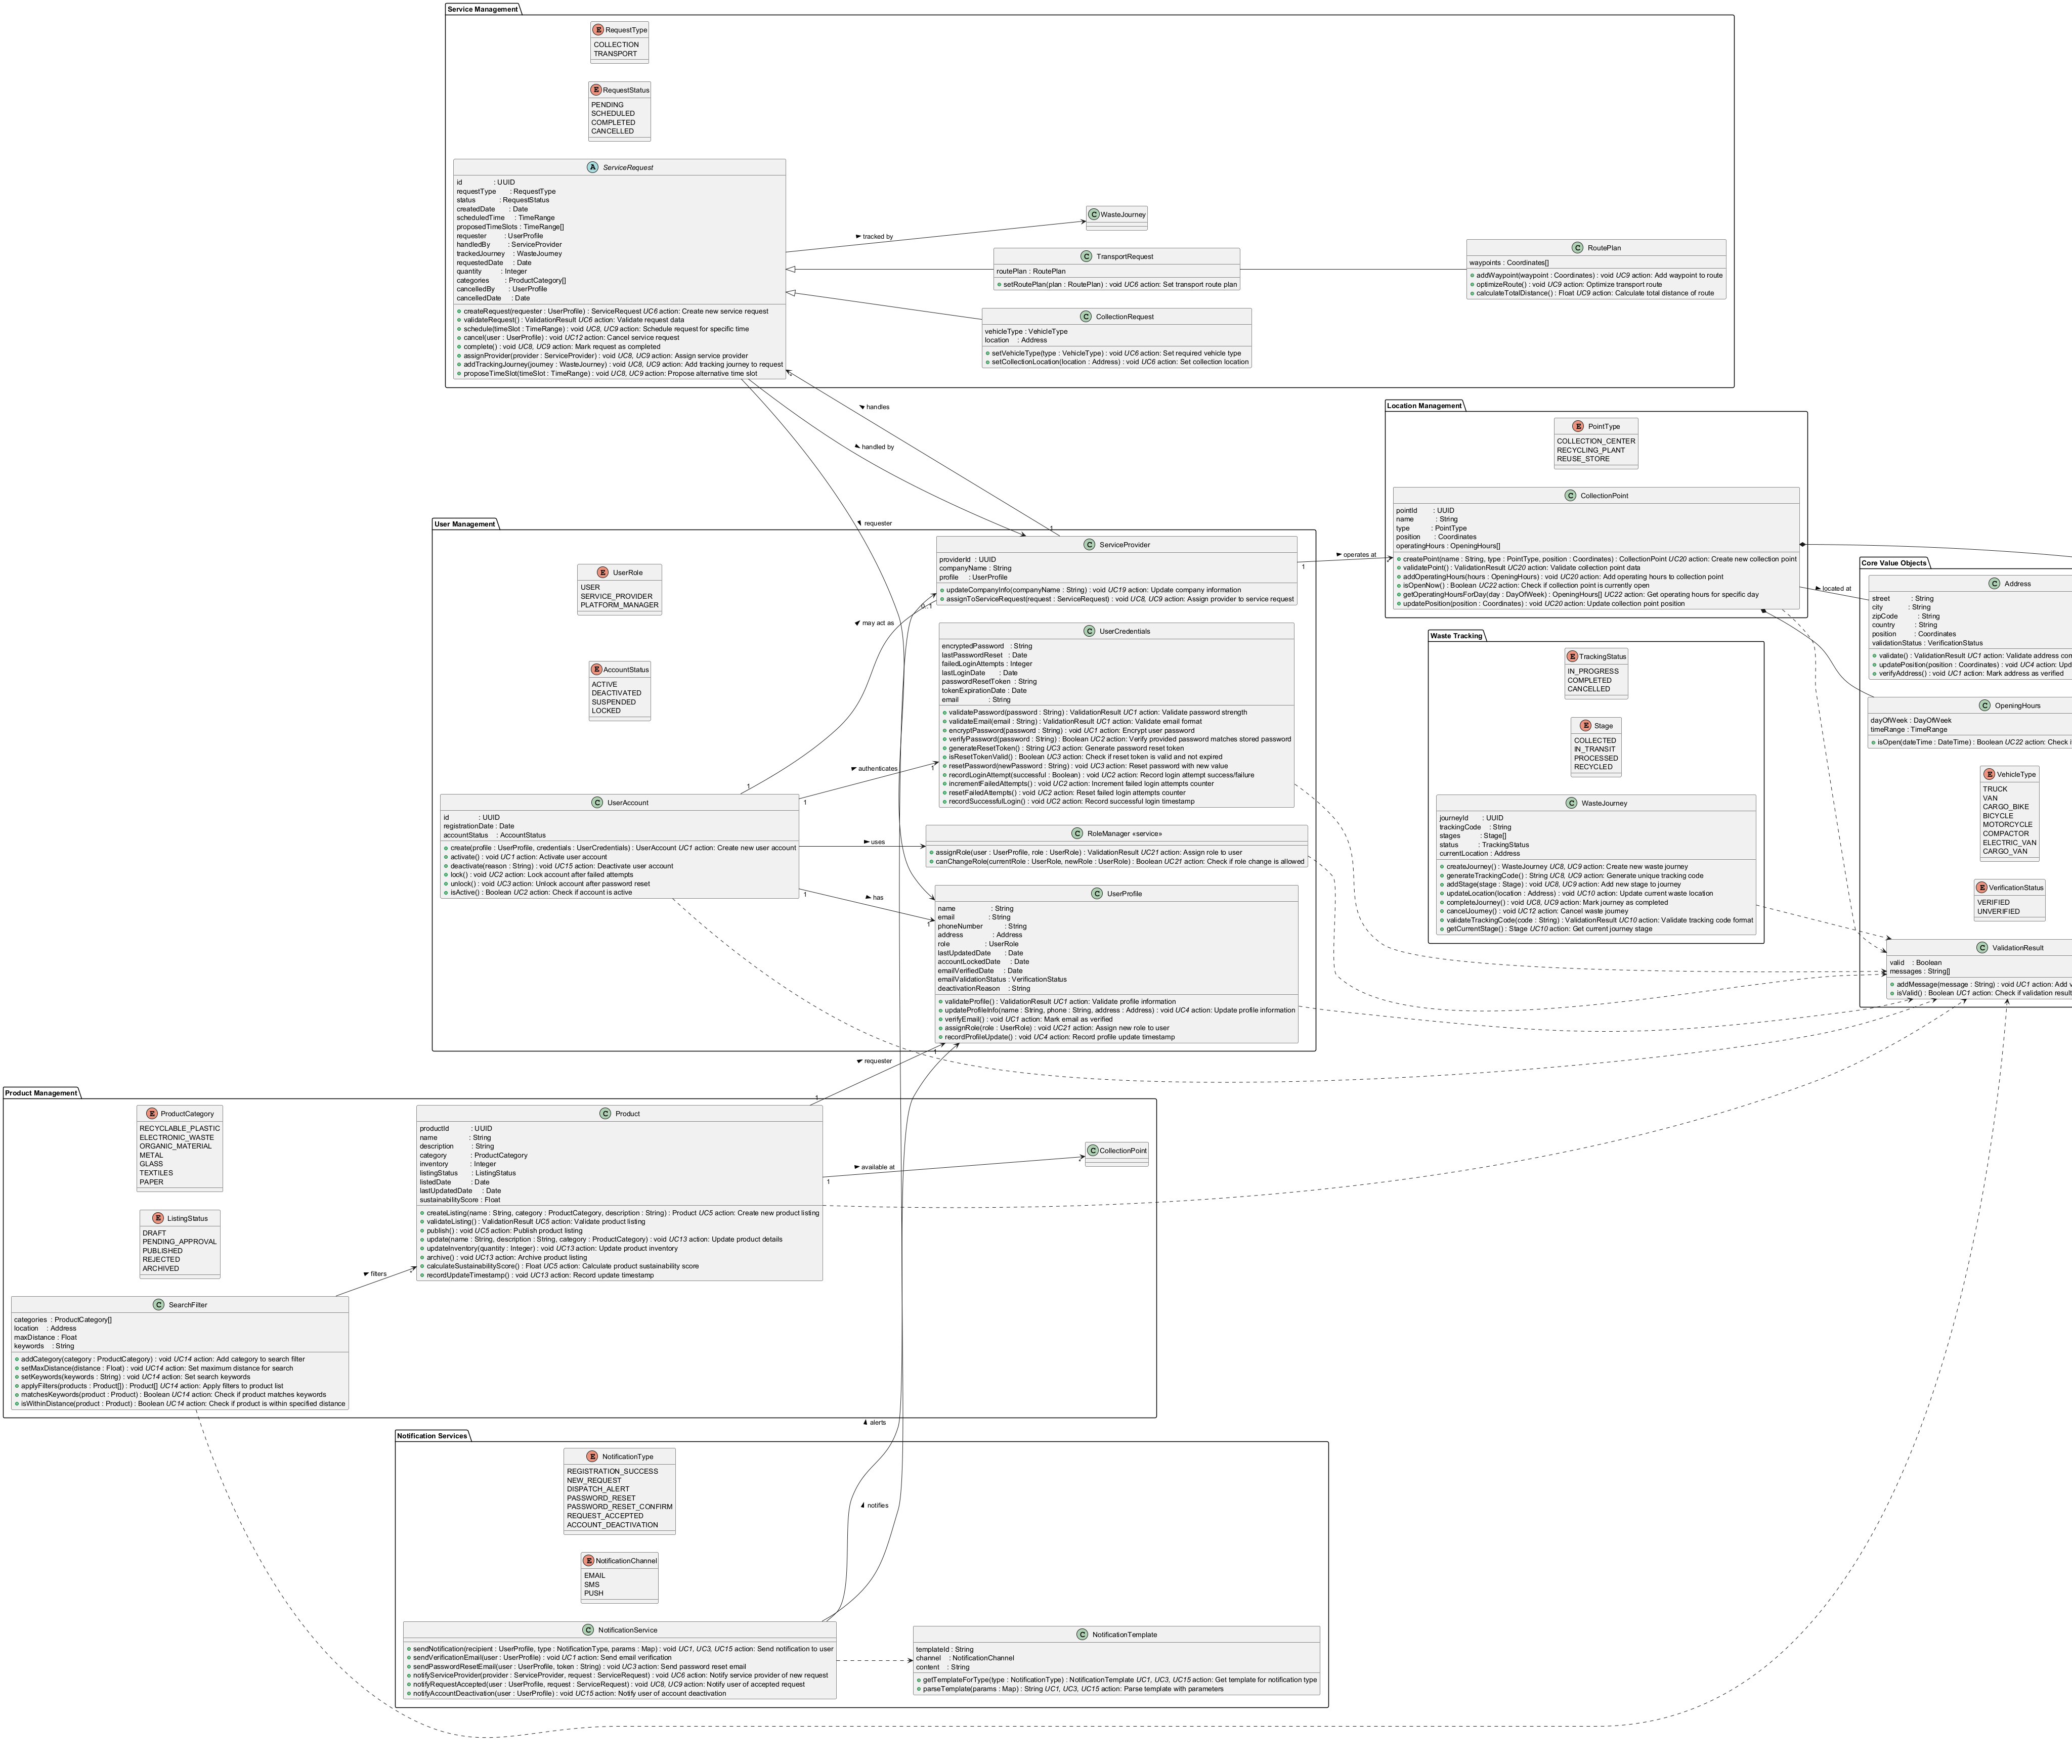 Service Management
RequestType
COLLECTION
TRANSPORT
RequestStatus
PENDING
SCHEDULED
COMPLETED
CANCELLED
ServiceRequest
id : UUID
requestType : RequestType
status : RequestStatus
createdDate : Date
scheduledTime : TimeRange
proposedTimeSlots : TimeRange[]
requester : UserProfile
handledBy : ServiceProvider
trackedJourney : WasteJourney
requestedDate : Date
quantity : Integer
categories : ProductCategory[]
cancelledBy : UserProfile
cancelledDate : Date
createRequest(requester : UserProfile) : ServiceRequest UC6 action: Create new service request
validateRequest() : ValidationResult UC6 action: Validate request data
schedule(timeSlot : TimeRange) : void UC8, UC9 action: Schedule request for specific time
cancel(user : UserProfile) : void UC12 action: Cancel service request
complete() : void UC8, UC9 action: Mark request as completed
assignProvider(provider : ServiceProvider) : void UC8, UC9 action: Assign service provider
addTrackingJourney(journey : WasteJourney) : void UC8, UC9 action: Add tracking journey to request
proposeTimeSlot(timeSlot : TimeRange) : void UC8, UC9 action: Propose alternative time slot
tracked by
WasteJourney
TransportRequest
routePlan : RoutePlan
setRoutePlan(plan : RoutePlan) : void UC6 action: Set transport route plan
CollectionRequest
vehicleType : VehicleType
location : Address
setVehicleType(type : VehicleType) : void UC6 action: Set required vehicle type
setCollectionLocation(location : Address) : void UC6 action: Set collection location
RoutePlan
waypoints : Coordinates[]
addWaypoint(waypoint : Coordinates) : void UC9 action: Add waypoint to route
optimizeRoute() : void UC9 action: Optimize transport route
calculateTotalDistance() : Float UC9 action: Calculate total distance of route
*
handles
handled by
requester
1
Location Management
PointType
COLLECTION_CENTER
RECYCLING_PLANT
REUSE_STORE
CollectionPoint
pointId : UUID
name : String
type : PointType
position : Coordinates
operatingHours : OpeningHours[]
createPoint(name : String, type : PointType, position : Coordinates) : CollectionPoint UC20 action: Create new collection point
validatePoint() : ValidationResult UC20 action: Validate collection point data
addOperatingHours(hours : OpeningHours) : void UC20 action: Add operating hours to collection point
isOpenNow() : Boolean UC22 action: Check if collection point is currently open
getOperatingHoursForDay(day : DayOfWeek) : OpeningHours[] UC22 action: Get operating hours for specific day
updatePosition(position : Coordinates) : void UC20 action: Update collection point position
located at
User Management
UserRole
USER
SERVICE_PROVIDER
PLATFORM_MANAGER
AccountStatus
ACTIVE
DEACTIVATED
SUSPENDED
LOCKED
UserAccount
id : UUID
registrationDate : Date
accountStatus : AccountStatus
create(profile : UserProfile, credentials : UserCredentials) : UserAccount UC1 action: Create new user account
activate() : void UC1 action: Activate user account
deactivate(reason : String) : void UC15 action: Deactivate user account
lock() : void UC2 action: Lock account after failed attempts
unlock() : void UC3 action: Unlock account after password reset
isActive() : Boolean UC2 action: Check if account is active
1
may act as
0..1
1
authenticates
1
uses
1
has
1
ServiceProvider
providerId : UUID
companyName : String
profile : UserProfile
updateCompanyInfo(companyName : String) : void UC19 action: Update company information
assignToServiceRequest(request : ServiceRequest) : void UC8, UC9 action: Assign provider to service request
1
operates at
*
UserCredentials
encryptedPassword : String
lastPasswordReset : Date
failedLoginAttempts : Integer
lastLoginDate : Date
passwordResetToken : String
tokenExpirationDate : Date
email : String
validatePassword(password : String) : ValidationResult UC1 action: Validate password strength
validateEmail(email : String) : ValidationResult UC1 action: Validate email format
encryptPassword(password : String) : void UC1 action: Encrypt user password
verifyPassword(password : String) : Boolean UC2 action: Verify provided password matches stored password
generateResetToken() : String UC3 action: Generate password reset token
isResetTokenValid() : Boolean UC3 action: Check if reset token is valid and not expired
resetPassword(newPassword : String) : void UC3 action: Reset password with new value
recordLoginAttempt(successful : Boolean) : void UC2 action: Record login attempt success/failure
incrementFailedAttempts() : void UC2 action: Increment failed login attempts counter
resetFailedAttempts() : void UC2 action: Reset failed login attempts counter
recordSuccessfulLogin() : void UC2 action: Record successful login timestamp
RoleManager «service»
assignRole(user : UserProfile, role : UserRole) : ValidationResult UC21 action: Assign role to user
canChangeRole(currentRole : UserRole, newRole : UserRole) : Boolean UC21 action: Check if role change is allowed
UserProfile
name : String
email : String
phoneNumber : String
address : Address
role : UserRole
lastUpdatedDate : Date
accountLockedDate : Date
emailVerifiedDate : Date
emailValidationStatus : VerificationStatus
deactivationReason : String
validateProfile() : ValidationResult UC1 action: Validate profile information
updateProfileInfo(name : String, phone : String, address : Address) : void UC4 action: Update profile information
verifyEmail() : void UC1 action: Mark email as verified
assignRole(role : UserRole) : void UC21 action: Assign new role to user
recordProfileUpdate() : void UC4 action: Record profile update timestamp
Waste Tracking
TrackingStatus
IN_PROGRESS
COMPLETED
CANCELLED
Stage
COLLECTED
IN_TRANSIT
PROCESSED
RECYCLED
WasteJourney
journeyId : UUID
trackingCode : String
stages : Stage[]
status : TrackingStatus
currentLocation : Address
createJourney() : WasteJourney UC8, UC9 action: Create new waste journey
generateTrackingCode() : String UC8, UC9 action: Generate unique tracking code
addStage(stage : Stage) : void UC8, UC9 action: Add new stage to journey
updateLocation(location : Address) : void UC10 action: Update current waste location
completeJourney() : void UC8, UC9 action: Mark journey as completed
cancelJourney() : void UC12 action: Cancel waste journey
validateTrackingCode(code : String) : ValidationResult UC10 action: Validate tracking code format
getCurrentStage() : Stage UC10 action: Get current journey stage
Core Value Objects
Address
street : String
city : String
zipCode : String
country : String
position : Coordinates
validationStatus : VerificationStatus
validate() : ValidationResult UC1 action: Validate address con
updatePosition(position : Coordinates) : void UC4 action: Upd
verifyAddress() : void UC1 action: Mark address as verified
OpeningHours
dayOfWeek : DayOfWeek
timeRange : TimeRange
isOpen(dateTime : DateTime) : Boolean UC22 action: Check i
VehicleType
TRUCK
VAN
CARGO_BIKE
BICYCLE
MOTORCYCLE
COMPACTOR
ELECTRIC_VAN
CARGO_VAN
VerificationStatus
VERIFIED
UNVERIFIED
ValidationResult
valid : Boolean
messages : String[]
addMessage(message : String) : void UC1 action: Add v
isValid() : Boolean UC1 action: Check if validation result
1
requester
1
Product Management
ProductCategory
RECYCLABLE_PLASTIC
ELECTRONIC_WASTE
ORGANIC_MATERIAL
METAL
GLASS
TEXTILES
PAPER
ListingStatus
DRAFT
PENDING_APPROVAL
PUBLISHED
REJECTED
ARCHIVED
filters
*
SearchFilter
categories : ProductCategory[]
location : Address
maxDistance : Float
keywords : String
addCategory(category : ProductCategory) : void UC14 action: Add category to search filter
setMaxDistance(distance : Float) : void UC14 action: Set maximum distance for search
setKeywords(keywords : String) : void UC14 action: Set search keywords
applyFilters(products : Product[]) : Product[] UC14 action: Apply filters to product list
matchesKeywords(product : Product) : Boolean UC14 action: Check if product matches keywords
isWithinDistance(product : Product) : Boolean UC14 action: Check if product is within specified distance
Product
productId : UUID
name : String
description : String
category : ProductCategory
inventory : Integer
listingStatus : ListingStatus
listedDate : Date
lastUpdatedDate : Date
sustainabilityScore : Float
createListing(name : String, category : ProductCategory, description : String) : Product UC5 action: Create new product listing
validateListing() : ValidationResult UC5 action: Validate product listing
publish() : void UC5 action: Publish product listing
update(name : String, description : String, category : ProductCategory) : void UC13 action: Update product details
updateInventory(quantity : Integer) : void UC13 action: Update product inventory
archive() : void UC13 action: Archive product listing
calculateSustainabilityScore() : Float UC5 action: Calculate product sustainability score
recordUpdateTimestamp() : void UC13 action: Record update timestamp
1
available at
*
CollectionPoint
alerts
Notification Services
NotificationType
REGISTRATION_SUCCESS
NEW_REQUEST
DISPATCH_ALERT
PASSWORD_RESET
PASSWORD_RESET_CONFIRM
REQUEST_ACCEPTED
ACCOUNT_DEACTIVATION
notifies
NotificationChannel
EMAIL
SMS
PUSH
NotificationService
sendNotification(recipient : UserProfile, type : NotificationType, params : Map) : void UC1, UC3, UC15 action: Send notification to user
sendVerificationEmail(user : UserProfile) : void UC1 action: Send email verification
sendPasswordResetEmail(user : UserProfile, token : String) : void UC3 action: Send password reset email
notifyServiceProvider(provider : ServiceProvider, request : ServiceRequest) : void UC6 action: Notify service provider of new request
notifyRequestAccepted(user : UserProfile, request : ServiceRequest) : void UC8, UC9 action: Notify user of accepted request
notifyAccountDeactivation(user : UserProfile) : void UC15 action: Notify user of account deactivation
NotificationTemplate
templateId : String
channel : NotificationChannel
content : String
getTemplateForType(type : NotificationType) : NotificationTemplate UC1, UC3, UC15 action: Get template for notification type
parseTemplate(params : Map) : String UC1, UC3, UC15 action: Parse template with parameters